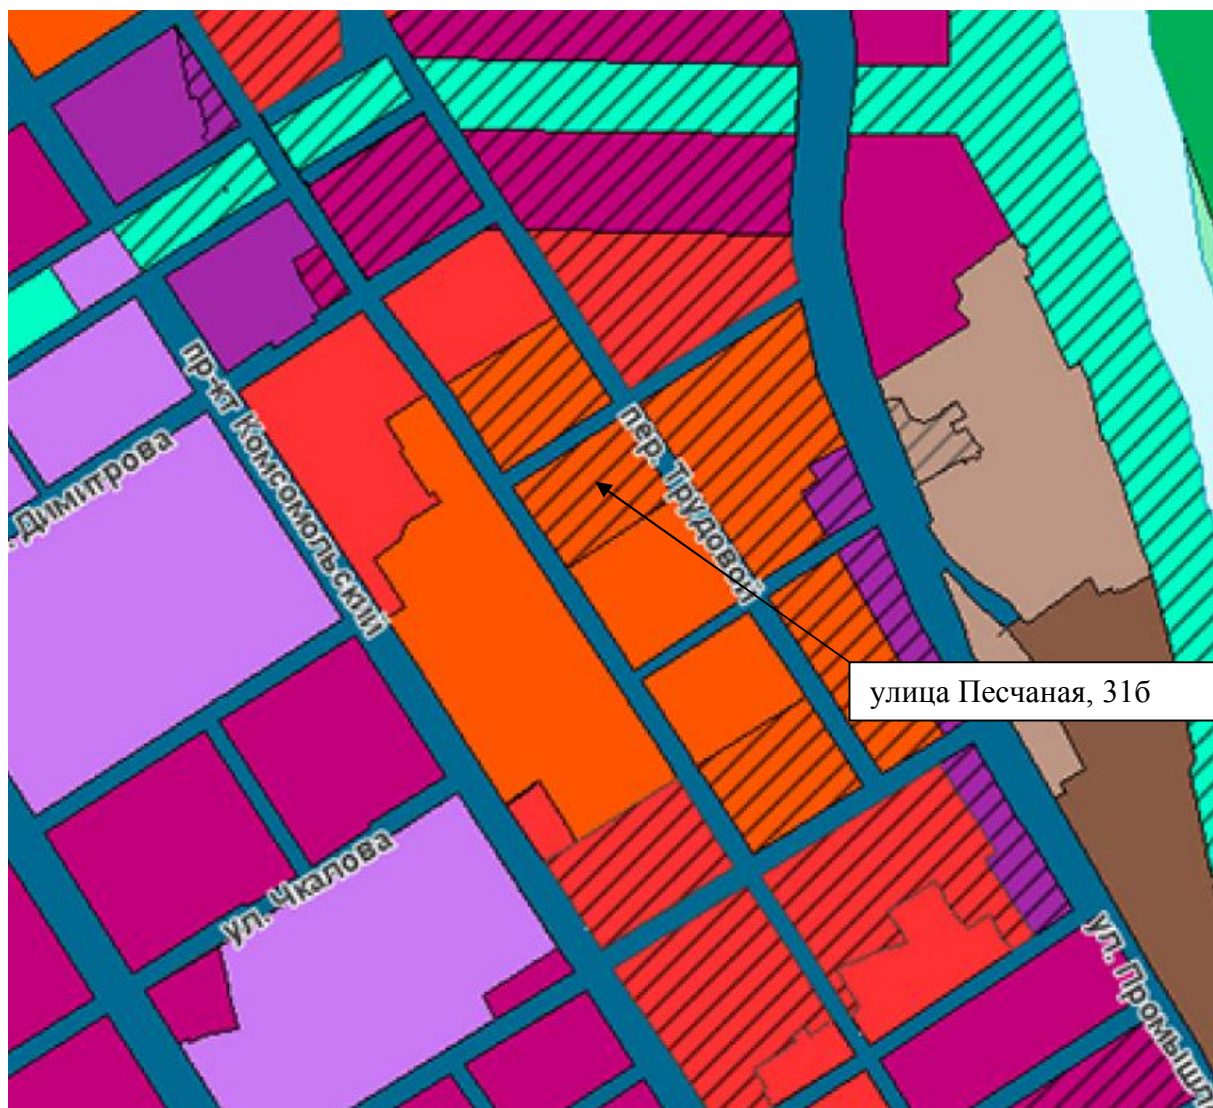 пр-кт Комсомольский
. Димитрова
пер. Трудовой
улица Песчаная, 31б
ул. Чкалова
ул. Промышл